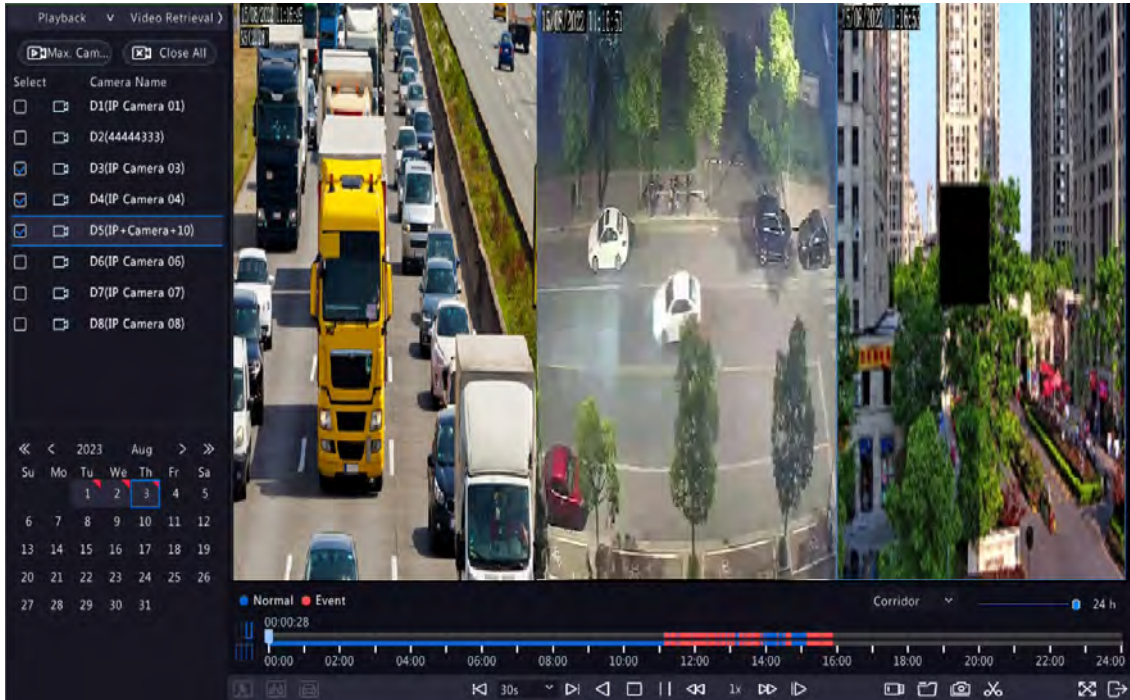 Playback Video Retrieval
Max. Cam... Close All
Select Camera Name
D1(IP Camera 01)
D2(44444333)
D3(IP Camera 03)
D4(IP Camera 04)
D5(IP+Camera+10)
D6(IP Camera 06)
D7(IP Camera 07)
D8(IP Camera 08)
2023 Aug
Su Mo Tu We Th Fr Sa
1 2 3 4 5
6 7 8 9 10 11 12
13 14 15 16 17 18 19
20 21 22 23 24 25 26
27 28 29 30 31
Normal Event
Corridor 24 h
00:00:28
00:00 02:00 04:00 06:00 08:00 10:00 12:00 14:00 16:00 18:00 20:00 22:00 24:00
30s 1x